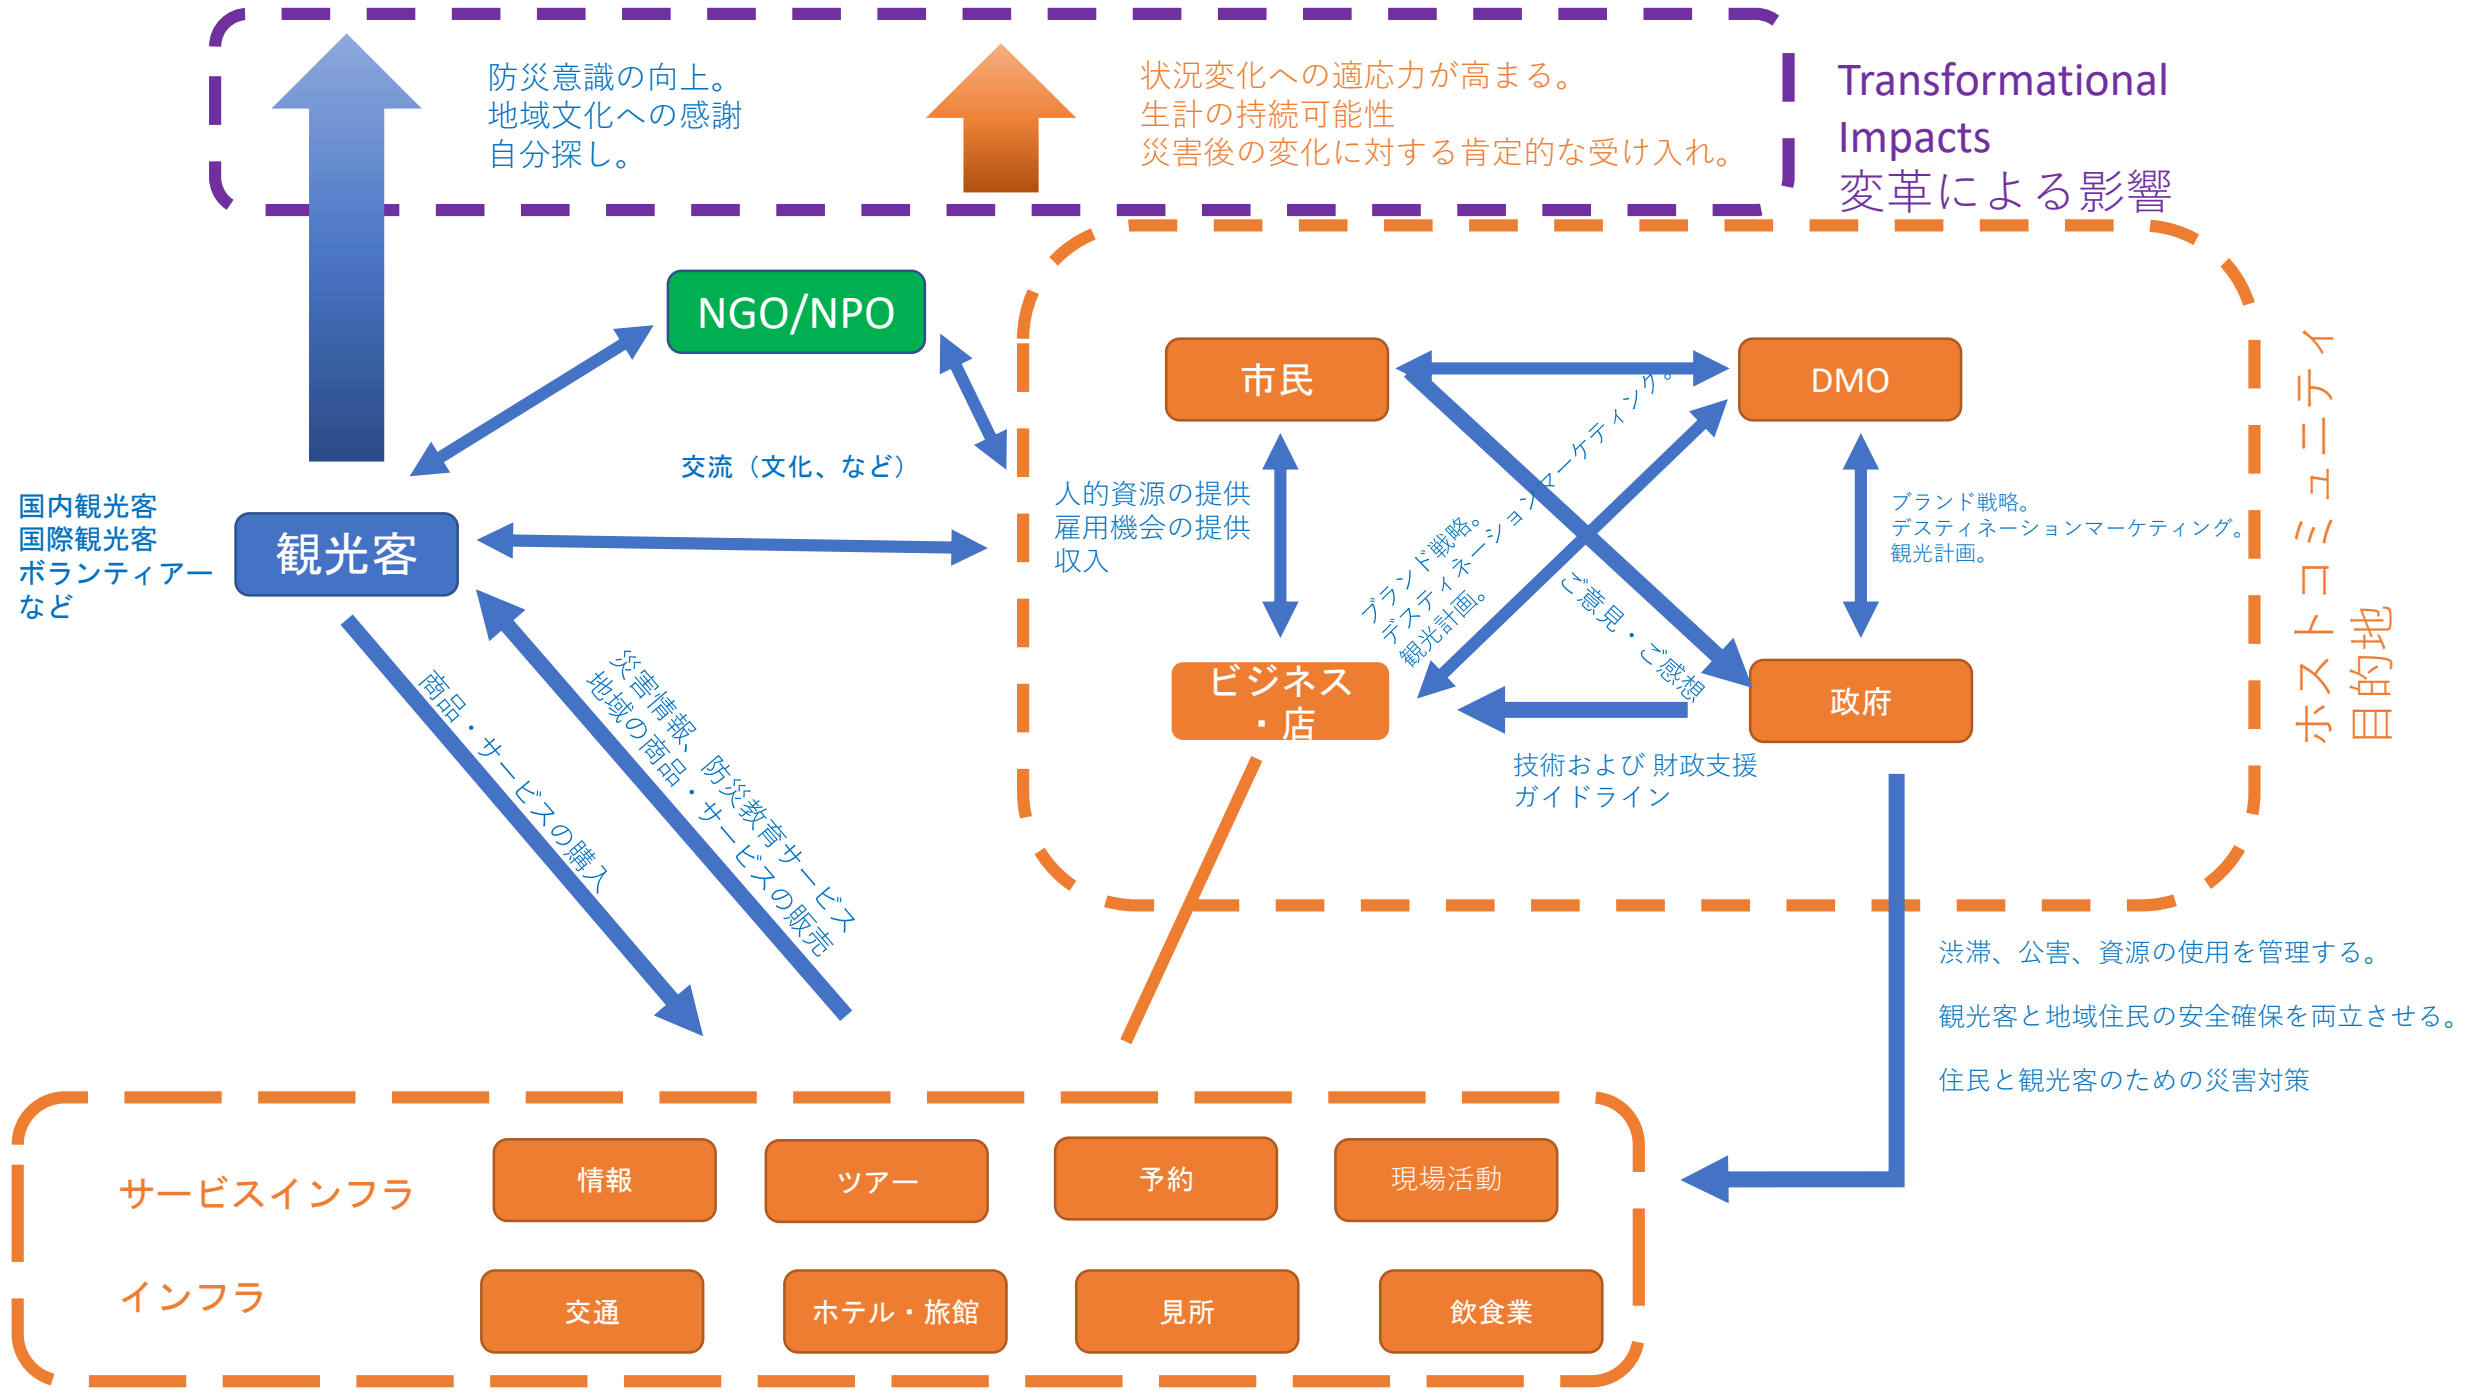 防災意識の向上。
地域文化への感謝
自分探し。
状況変化への適応力が高まる。
生計の持続可能性
災害後の変化に対する肯定的な受け入れ。
Transformational
Impacts
変革による影響
NGO/NPO
市民
DMO
交流（文化、など）
人的資源の提供
雇用機会の提供
収入
ブランド戦略。
デスティネーションマーケティング。
観光計画。
ブランド戦略。
デスティネーションマーケティング。
観光計画。
ご意見・ご感想
国内観光客
国際観光客
ボランティアー
など
観光客
ビジネス
・店
政府
技術および 財政支援
ガイドライン
ホストコミュニティ
目的地
商品・サービスの購入
災害情報、防災教育サービス
地域の商品・サービスの販売
渋滞、公害、資源の使用を管理する。
観光客と地域住民の安全確保を両立させる。
住民と観光客のための災害対策
サービスインフラ
情報
ツアー
予約
現場活動
インフラ
交通
ホテル・旅館
見所
飲食業